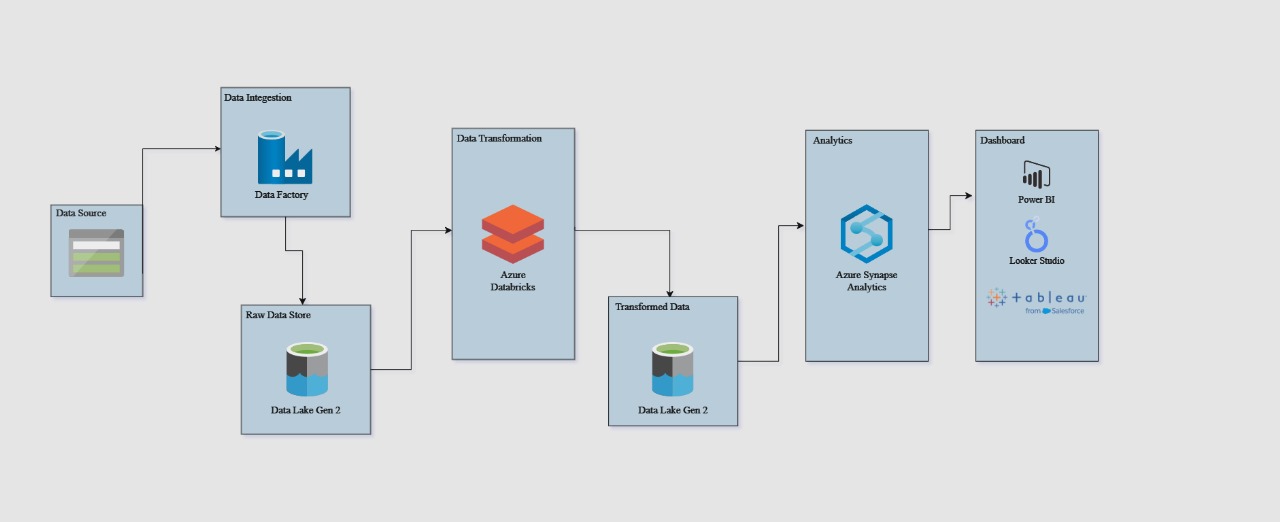 Data Source
Data Integestion
Data Factory
Raw Data Store
Data Lake Gen 2
Data Transformation
Azure
Databricks
Transformed Data
Data Lake Gen 2
Analytics
Azure Synapse
Analytics
Dashboard
Power BI
Looker Studio
+ableau
from Salesforce